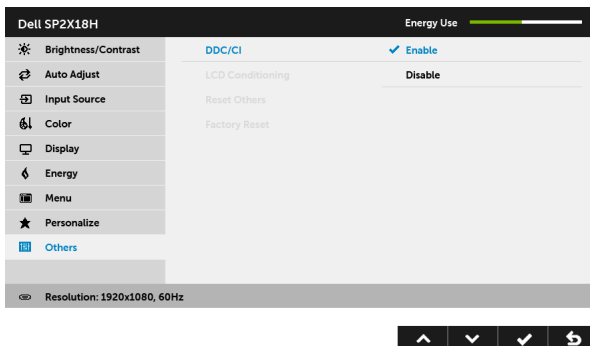 Dell SP2X18H
Energy Use
Brightness/Contrast
DDC/CI
Enable
Auto Adjust
LCD Conditioning
Disable
Input Source
Reset Others
Color
Factory Reset
Display
Energy
Menu
Personalize
Others
Resolution: 1920x1080, 60Hz